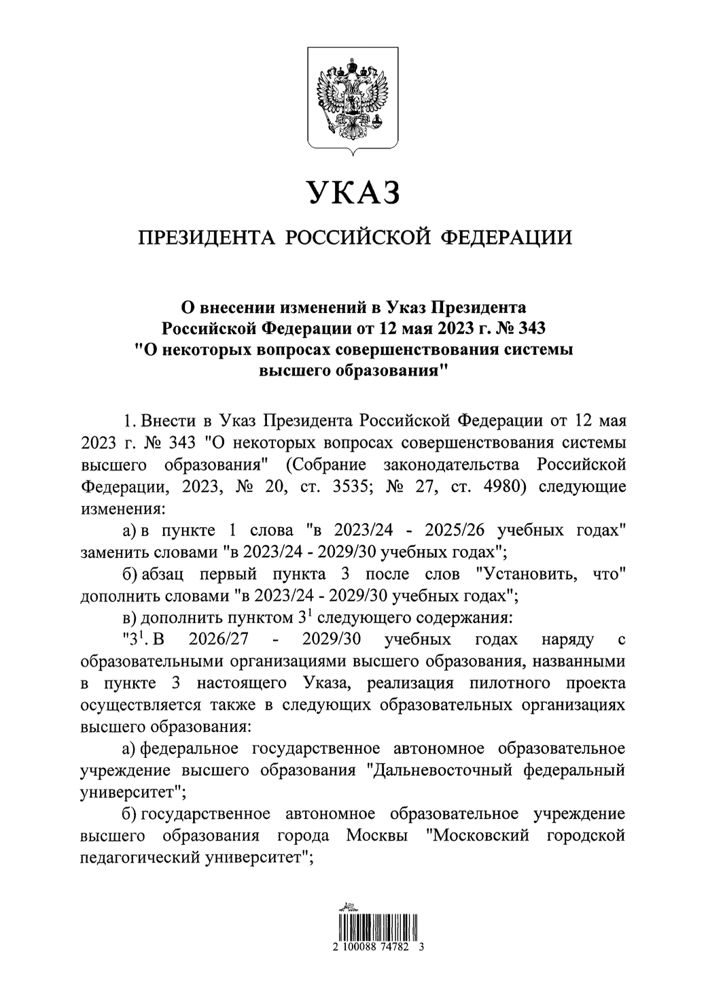 УКАЗ
ПРЕЗИДЕНТА РОССИЙСКОЙ ФЕДЕРАЦИИ
О внесении изменений в Указ Президента
Российской Федерации от 12 мая 2023 г. № 343
"О некоторых вопросах совершенствования системы
высшего образования"
1. Внести в Указ Президента Российской Федерации от 12 мая
2023 г. № 343 "О некоторых вопросах совершенствования системы
высшего образования" (Собрание законодательства Российской
Федерации, 2023, № 20, ст. 3535; № 27, ст. 4980) следующие
изменения:
а) в пункте 1 слова "в 2023/24 - 2025/26 учебных годах"
заменить словами "в 2023/24 - 2029/30 учебных годах";
б) абзац первый пункта 3 после слов "Установить, что"
дополнить словами "в 2023/24 - 2029/30 учебных годах";
в) дополнить пунктом 3¹ следующего содержания:
"3¹. В 2026/27 - 2029/30 учебных годах наряду с
образовательными организациями высшего образования, названными
в пункте 3 настоящего Указа, реализация пилотного проекта
осуществляется также в следующих образовательных организациях
высшего образования:
а) федеральное государственное автономное образовательное
учреждение высшего образования "Дальневосточный федеральный
университет";
б) государственное автономное образовательное учреждение
высшего образования города Москвы "Московский городской
педагогический университет";
2 100088 74782 3